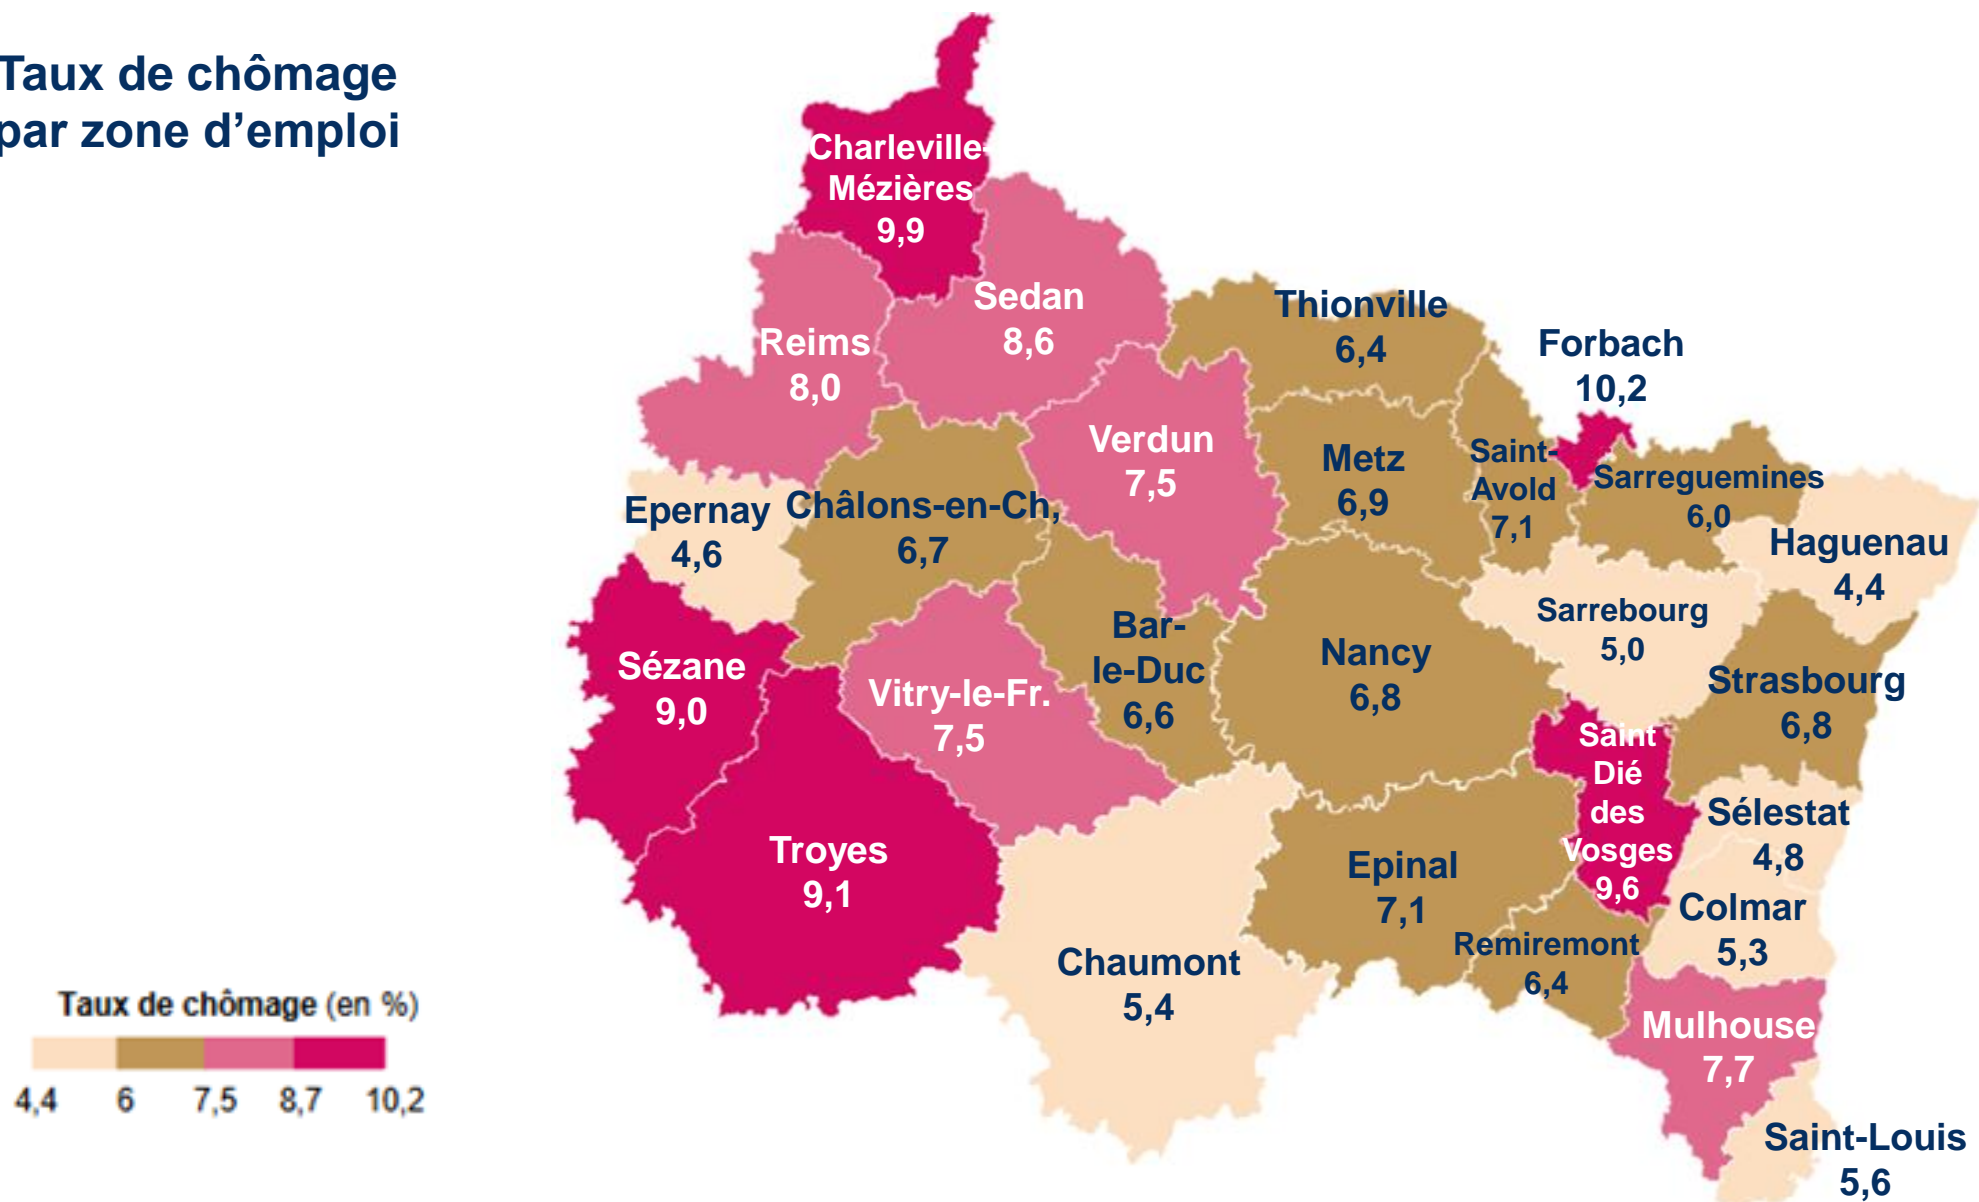 Taux de chômage
par zone d’emploi
Charleville-
Mézières
9,9
Sedan
8,6
Reims
8,0
Thionville
6,4
Forbach
10,2
Verdun
7,5
Metz
6,9
Saint-
Avold
7,1
Sarreguemines
6,0
Epernay
4,6
Châlons-en-Ch,
6,7
Haguenau
4,4
Sarrebourg
5,0
Bar-
le-Duc
6,6
Nancy
6,8
Sézane
9,0
Vitry-le-Fr.
7,5
Strasbourg
6,8
Saint
Dié
des
Vosges
9,6
Sélestat
4,8
Troyes
9,1
Epinal
7,1
Colmar
5,3
Remiremont
6,4
Chaumont
5,4
Mulhouse
7,7
Saint-Louis
5,6
Taux de chômage (en %)
4,4 6 7,5 8,7 10,2